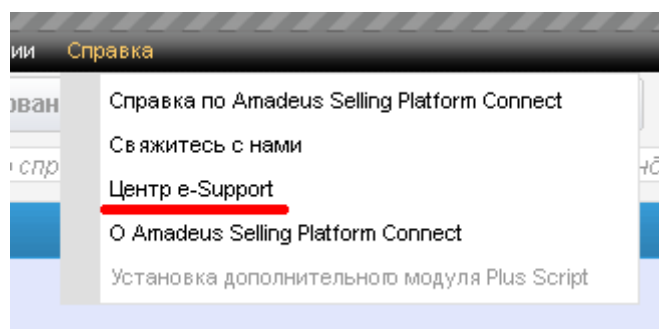 ии Справка
Справка по Amadeus Selling Platform Connect
Свяжитесь с нами
Центр e-Support
О Amadeus Selling Platform Connect
Установка дополнительного модуля Plus Script